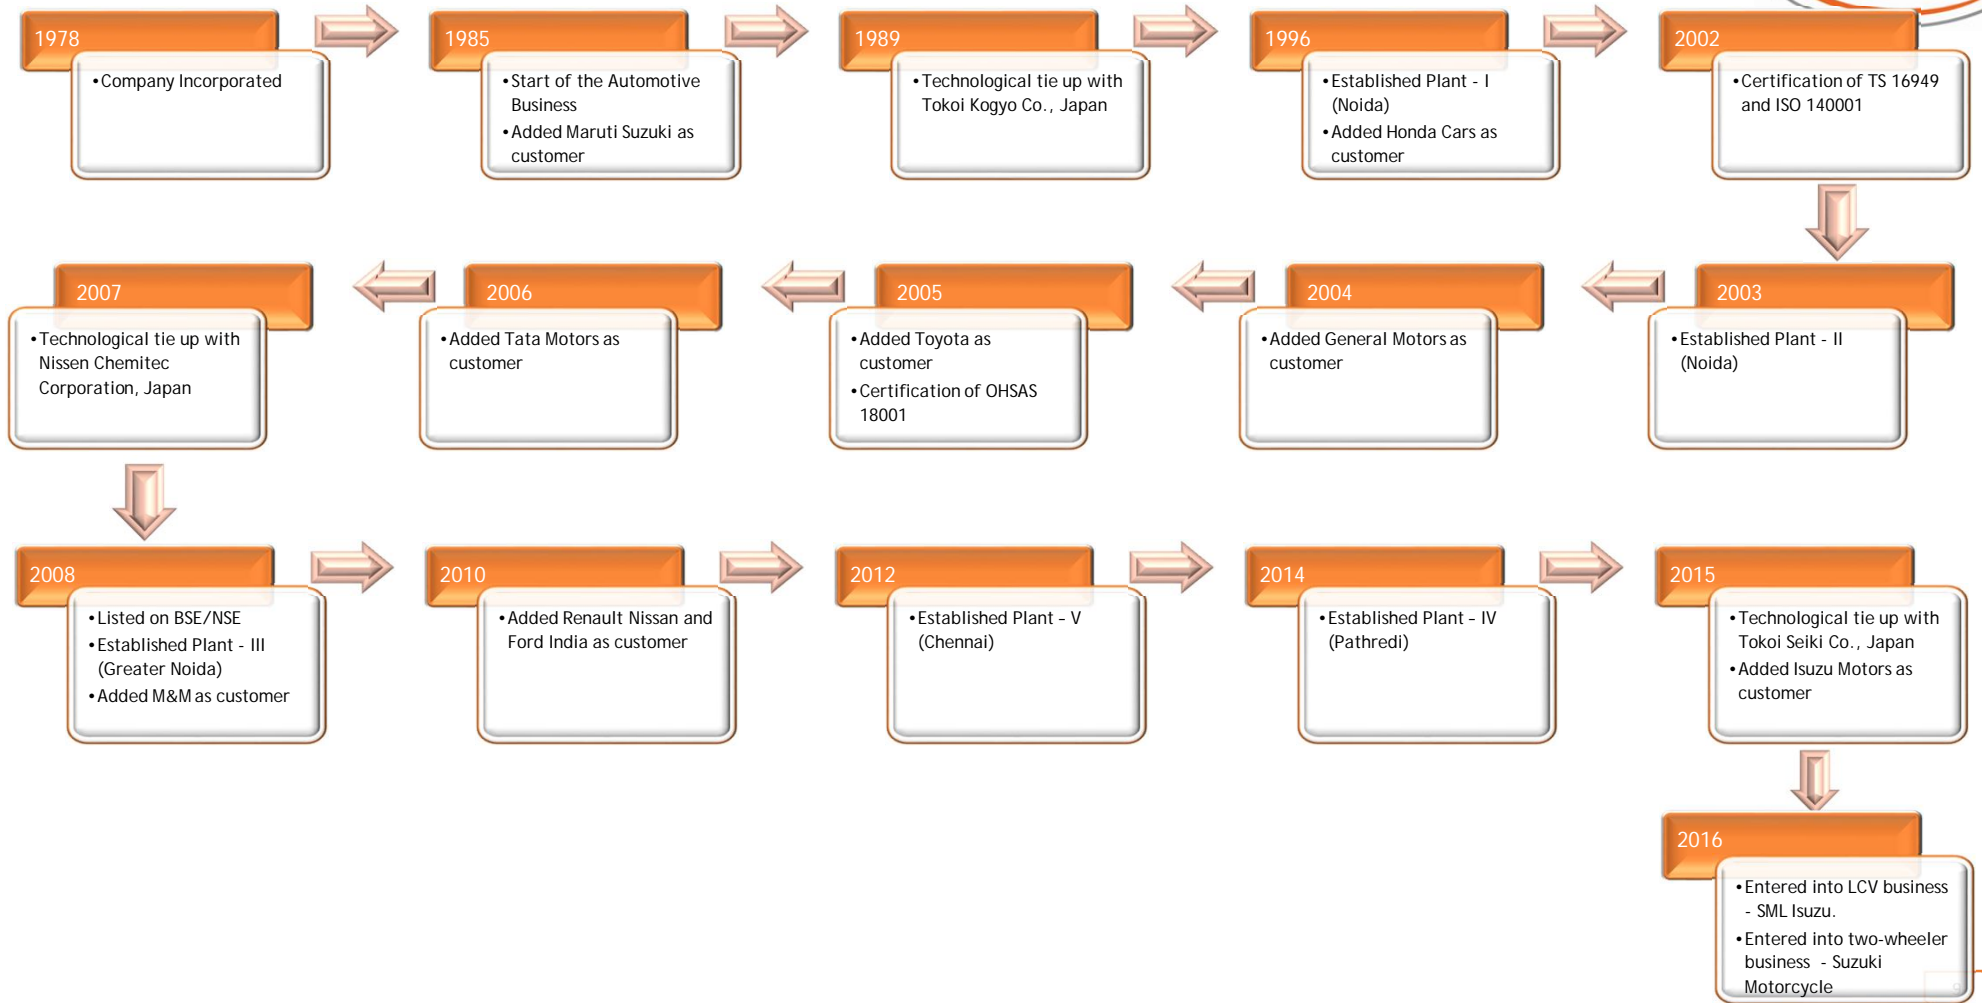 1978
•Company Incorporated
1985
•Start of the Automotive
Business
•Added Maruti Suzuki as
customer
1989
•Technological tie up with
Tokoi Kogyo Co., Japan
1996
•Established Plant - I
(Noida)
•Added Honda Cars as
customer
2002
•Certification of TS 16949
and ISO 140001
2003
•Established Plant - II
(Noida)
2004
•Added General Motors as
customer
2005
•Added Toyota as
customer
•Certification of OHSAS
18001
2006
•Added Tata Motors as
customer
2007
•Technological tie up with
Nissen Chemitec
Corporation, Japan
2008
•Listed on BSE/NSE
•Established Plant - III
(Greater Noida)
•Added M&M as customer
2010
•Added Renault Nissan and
Ford India as customer
2012
•Established Plant – V
(Chennai)
2014
•Established Plant – IV
(Pathredi)
2015
•Technological tie up with
Tokoi Seiki Co., Japan
•Added Isuzu Motors as
customer
2016
•Entered into LCV business
- SML Isuzu.
•Entered into two-wheeler
business - Suzuki
Motorcycle